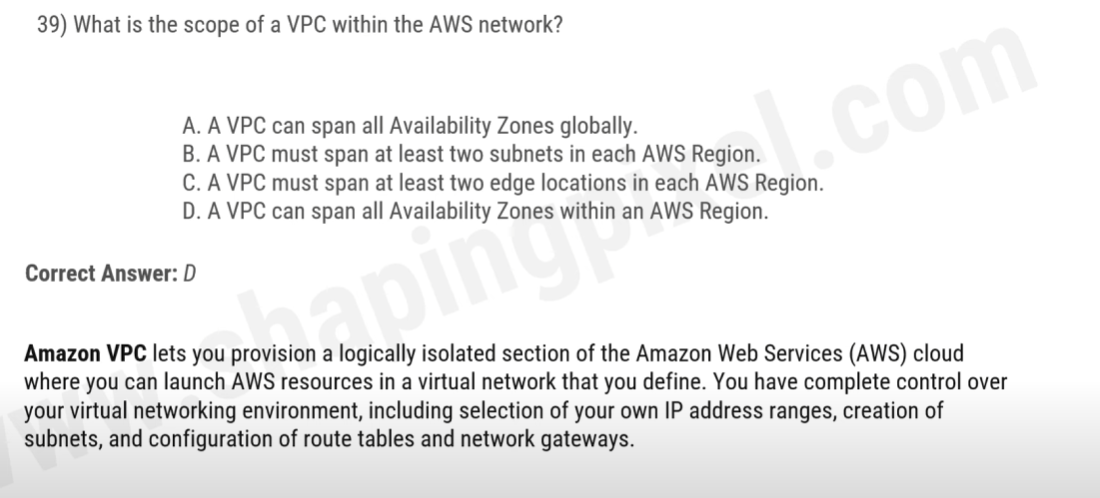 39) What is the scope of a VPC within the AWS network?
A. A VPC can span all Availability Zones globally.
B. A VPC must span at least two subnets in each AWS Region.
C. A VPC must span at least two edge locations in each AWS Region.
D. A VPC can span all Availability Zones within an AWS Region.
Correct Answer: D
Amazon VPC lets you provision a logically isolated section of the Amazon Web Services (AWS) cloud
where you can launch AWS resources in a virtual network that you define. You have complete control over
your virtual networking environment, including selection of your own IP address ranges, creation of
subnets, and configuration of route tables and network gateways.
www.shapingpixel.com